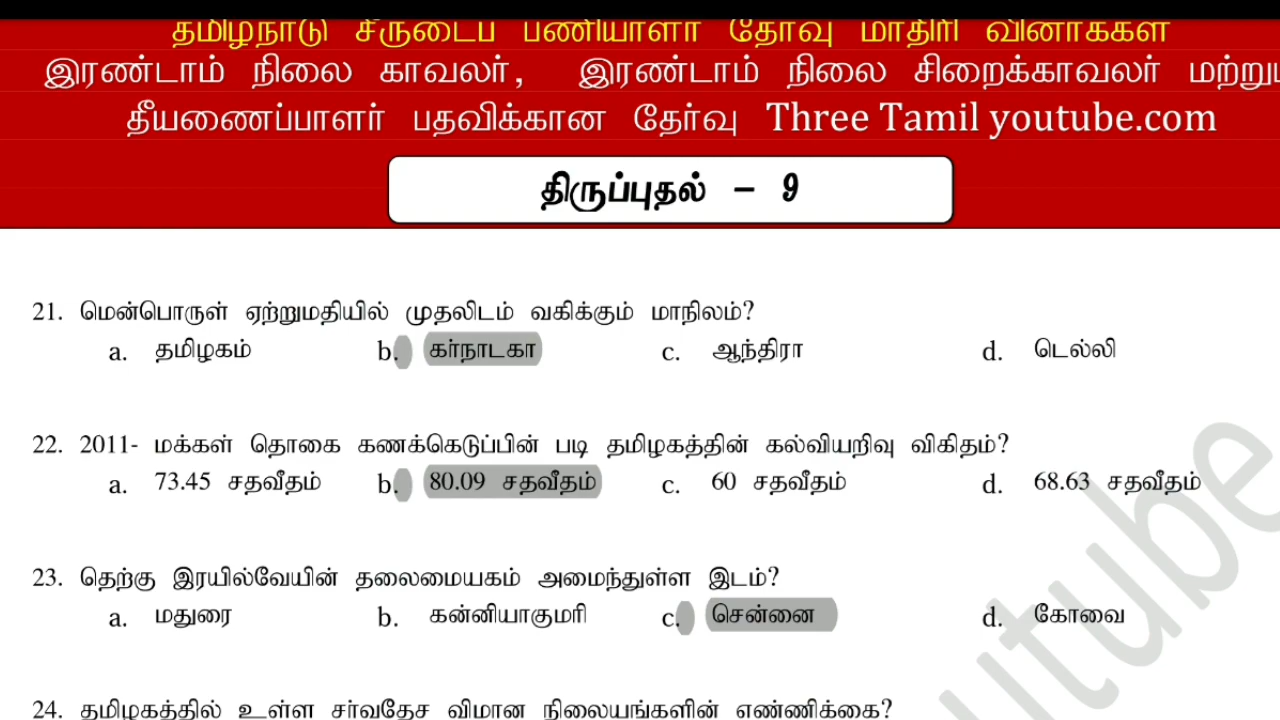 தமிழ்நாடு சீருடைப் பணியாளர் தேர்வு மாதிரி வினாக்கள்
இரண்டாம் நிலை காவலர், இரண்டாம் நிலை சிறைக்காவலர் மற்றும்
தீயணைப்பாளர் பதவிக்கான தேர்வு Three Tamil youtube.com
திருப்புதல் – 9
21. மென்பொருள் ஏற்றுமதியில் முதலிடம் வகிக்கும் மாநிலம்?
a. தமிழகம் b. கர்நாடகா c. ஆந்திரா d. டெல்லி
22. 2011- மக்கள் தொகை கணக்கெடுப்பின் படி தமிழகத்தின் கல்வியறிவு விகிதம்?
a. 73.45 சதவீதம் b. 80.09 சதவீதம் c. 60 சதவீதம் d. 68.63 சதவீதம்
23. தெற்கு இரயில்வேயின் தலைமையகம் அமைந்துள்ள இடம்?
a. மதுரை b. கன்னியாகுமரி c. சென்னை d. கோவை
24. தமிழகத்தில் உள்ள சர்வதேச விமான நிலையங்களின் எண்ணிக்கை?
utube